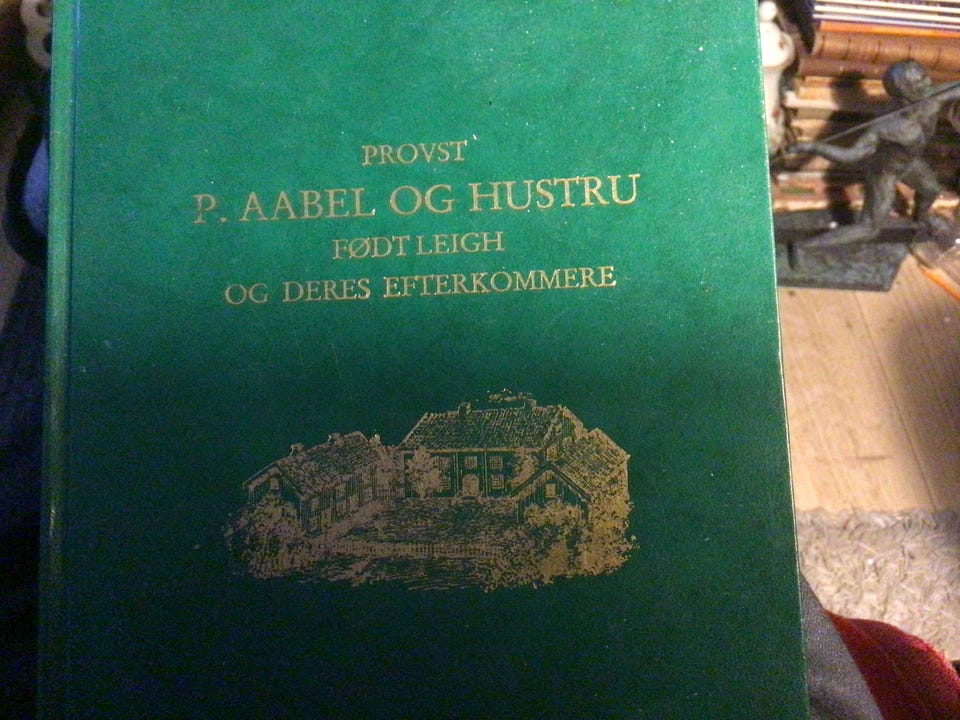 PROVST
P. AABEL OG HUSTRU
FØDT LEIGH
OG DERES EFTERKOMMERE